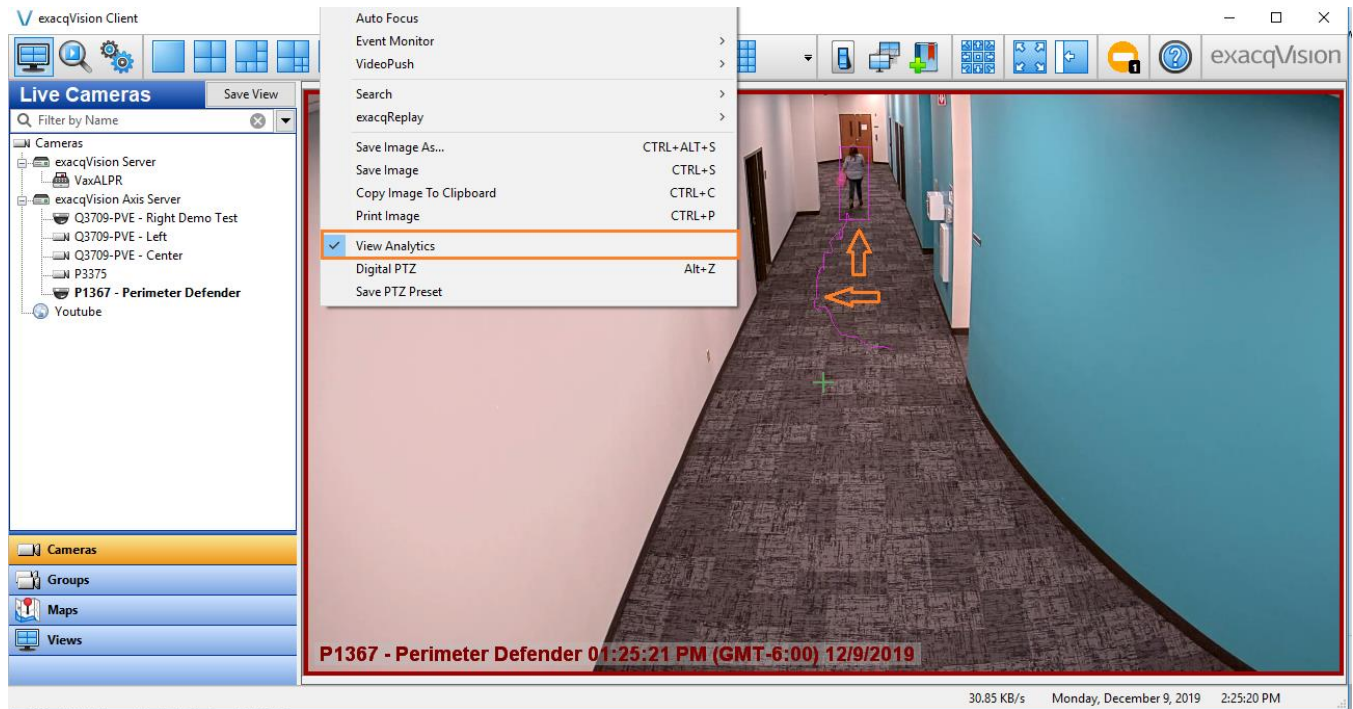 exacqVision Client
1
?
exacqVision
Live Cameras
Save View
Filter by Name
Cameras
exacqVision Server
VaxALPR
exacqVision Axis Server
Q3709-PVE - Right Demo Test
Q3709-PVE - Left
Q3709-PVE - Center
P3375
P1367 - Perimeter Defender
Youtube
Auto Focus
Event Monitor
VideoPush
Search
exacqReplay
Save Image As... CTRL+ALT+S
Save Image CTRL+S
Copy Image To Clipboard CTRL+C
Print Image CTRL+P
View Analytics
Digital PTZ Alt+Z
Save PTZ Preset
Cameras
Groups
Maps
Views
P1367 - Perimeter Defender 01:25:21 PM (GMT-6:00) 12/9/2019
30.85 KB/s Monday, December 9, 2019 2:25:20 PM